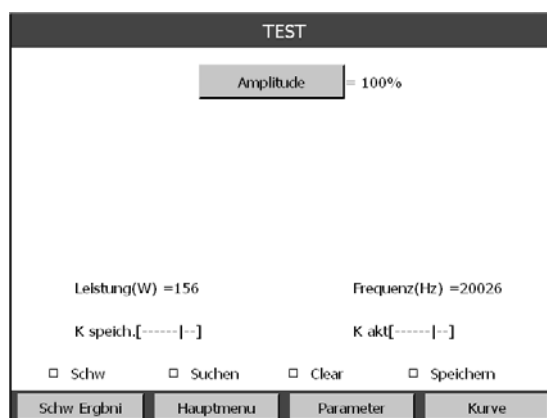 TEST
Amplitude = 100%
Leistung(W) =156 Frequenz(Hz) =20026
K speich.[------|--] K akt[------|--]
Schw Suchen Clear Speichern
Schw Ergbni Hauptmenu Parameter Kurve